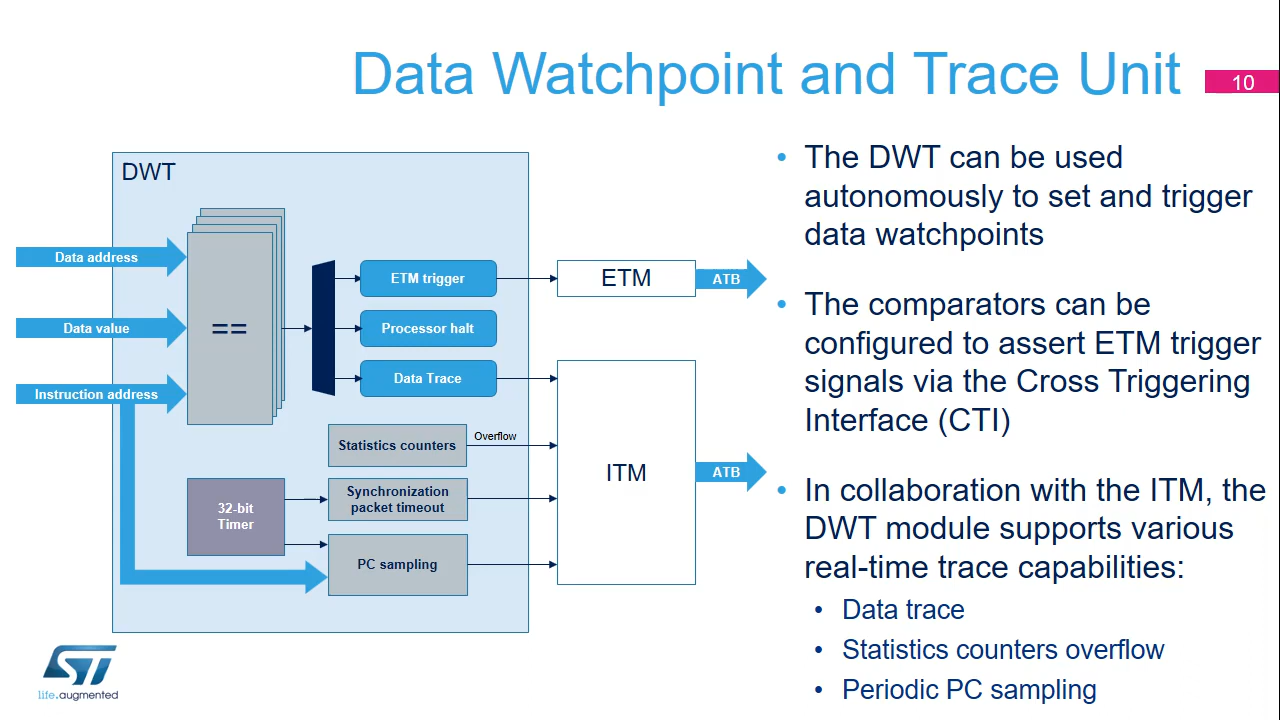 Data Watchpoint and Trace Unit
10
DWT
Data address
Data value
Instruction address
==
ETM trigger
Processor halt
Data Trace
Statistics counters
Overflow
32-bit
Timer
Synchronization
packet timeout
PC sampling
ETM
ATB
ITM
ATB
• The DWT can be used
autonomously to set and trigger
data watchpoints
• The comparators can be
configured to assert ETM trigger
signals via the Cross Triggering
Interface (CTI)
• In collaboration with the ITM, the
DWT module supports various
real-time trace capabilities:
• Data trace
• Statistics counters overflow
• Periodic PC sampling
ST
life.augmented